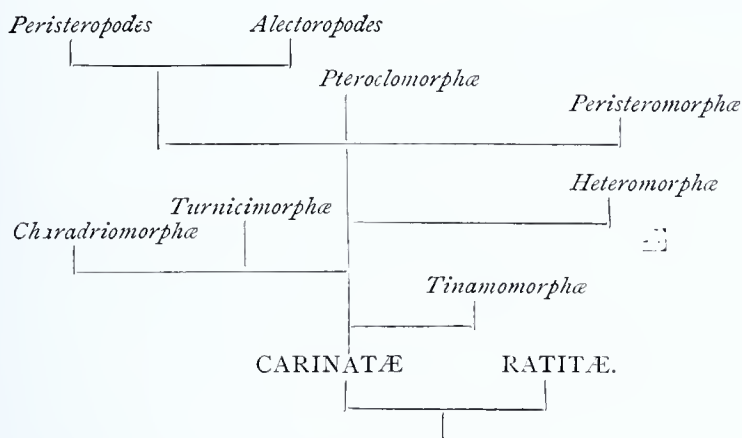 Peristeropodes Alectoropodes
Pteroclomorphæ
Peristeromorphæ
Heteromorphæ
Turnicimorphæ
Charadriomorphæ
Tinamomorphæ
CARINATÆ RATITÆ.